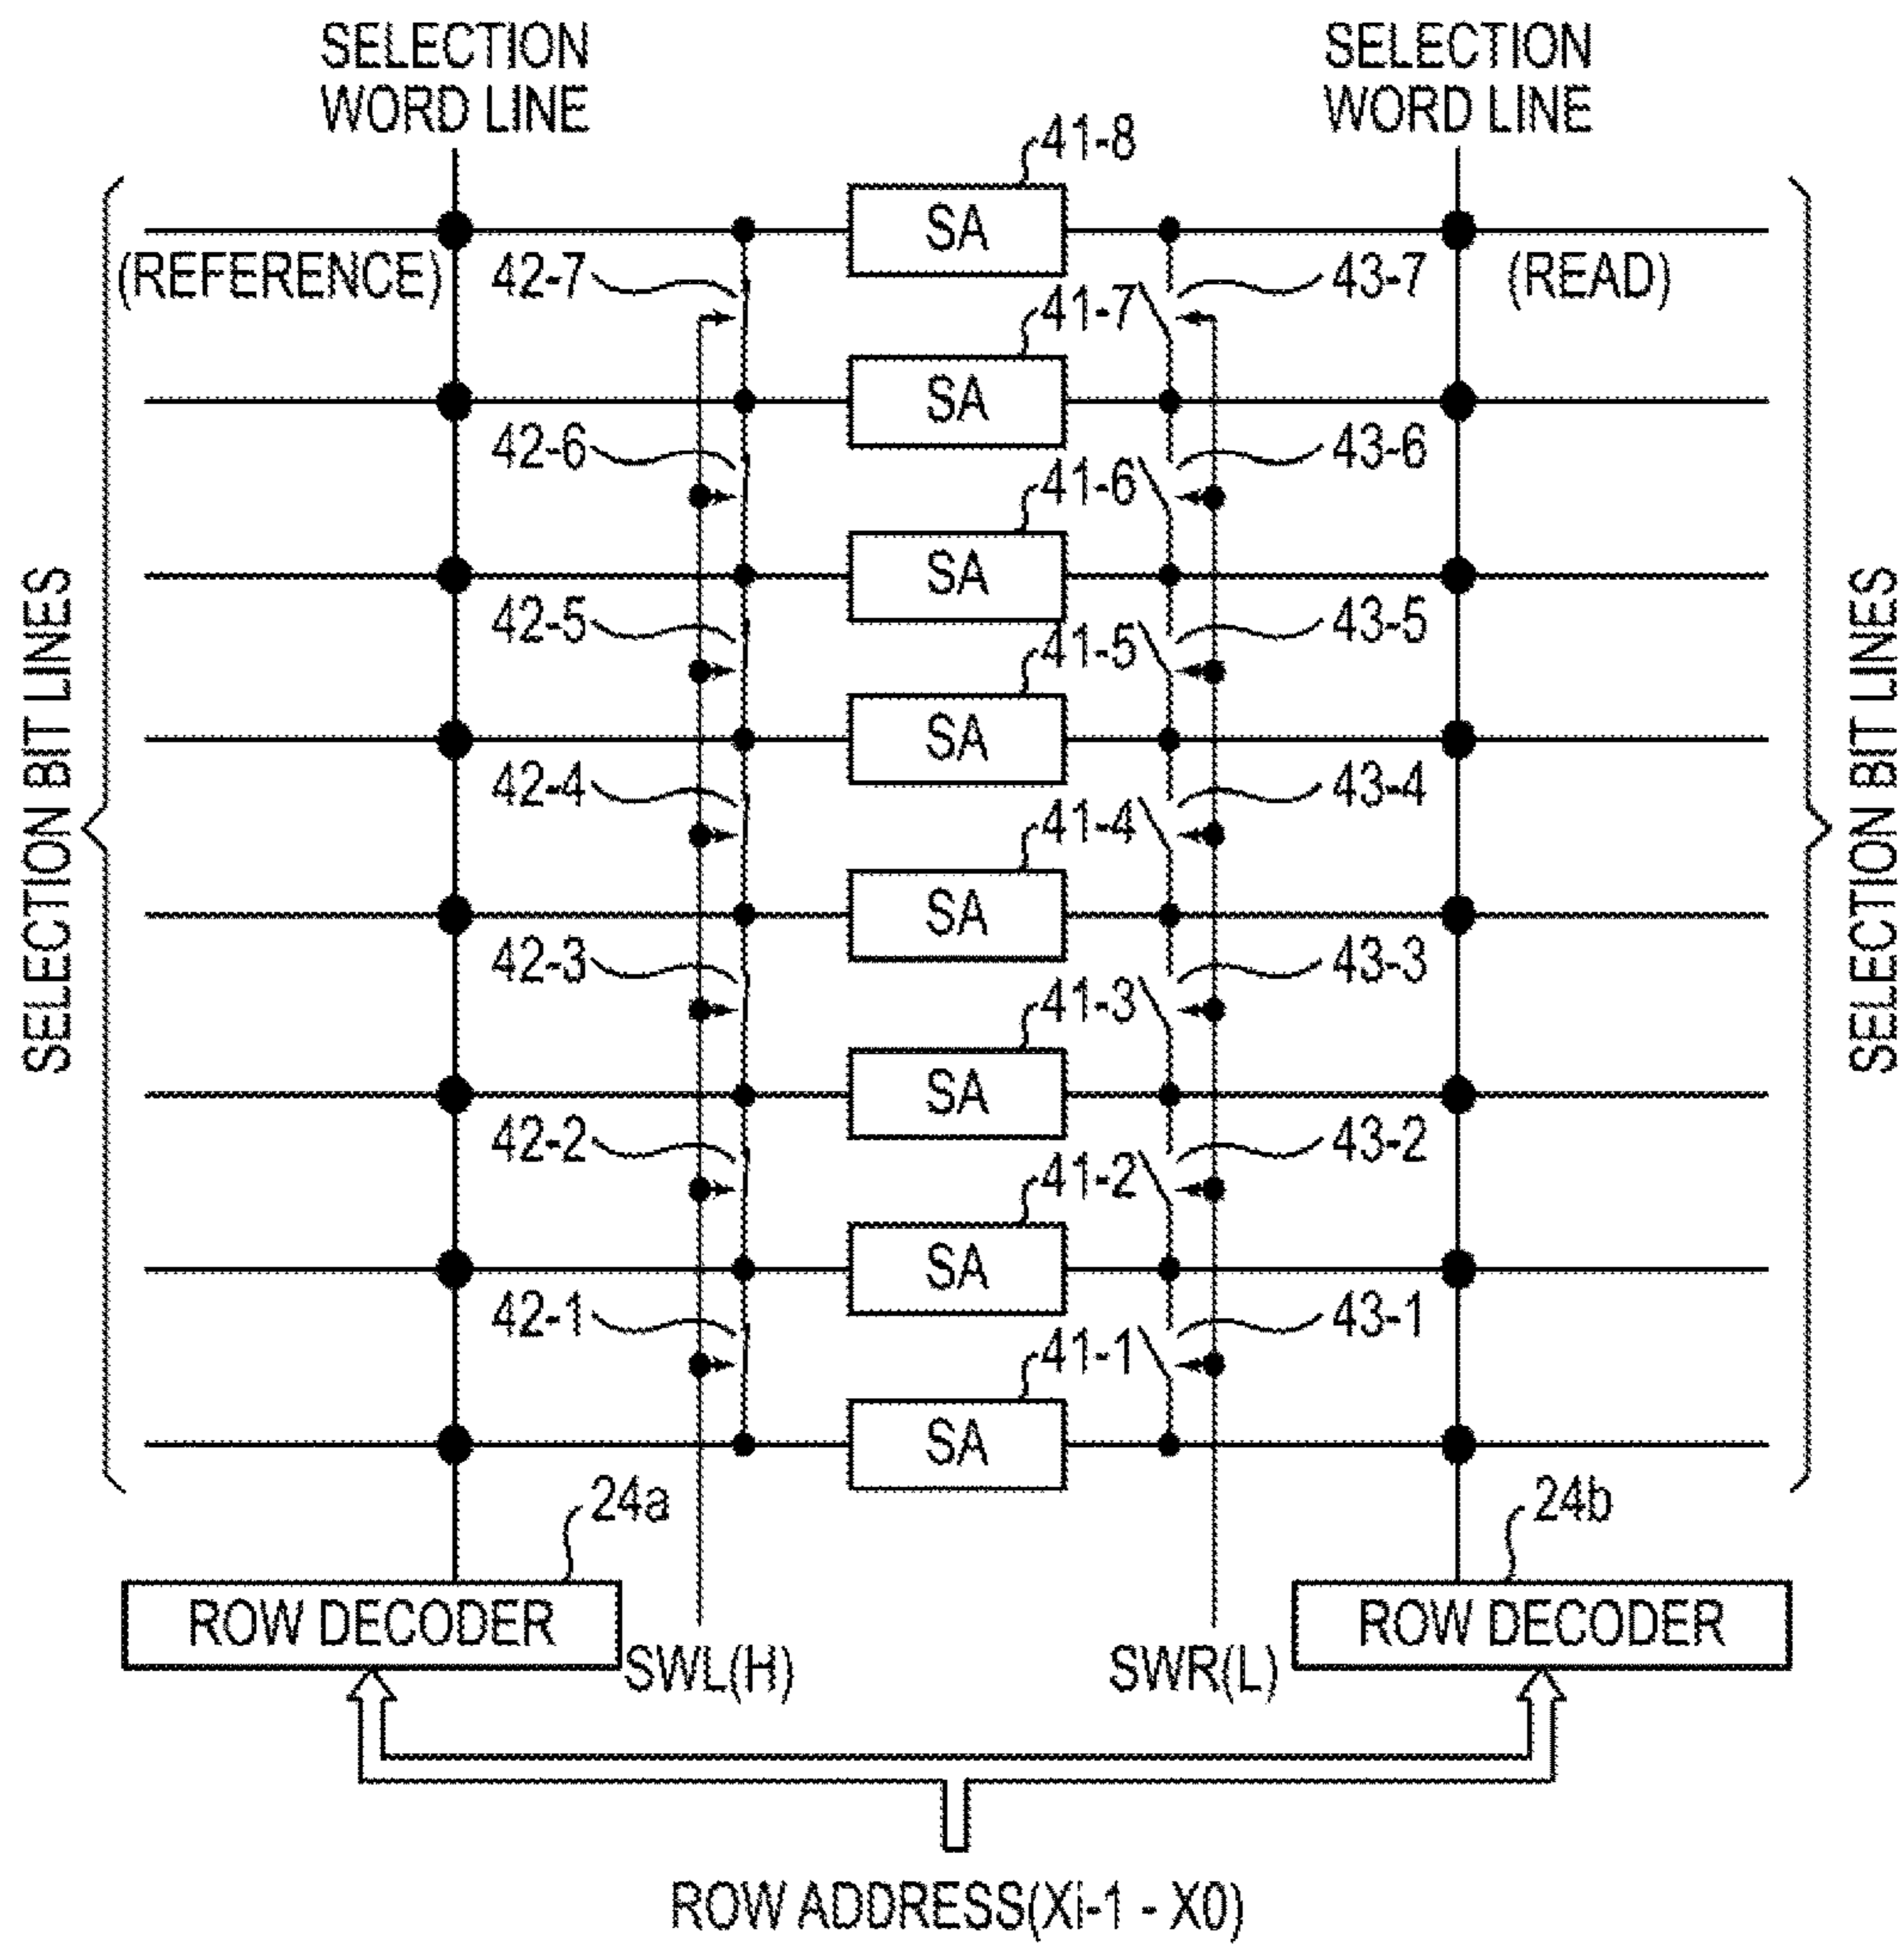 SELECTION
WORD LINE
SELECTION
WORD LINE
41-8
SA
(REFERENCE)
42-7
43-7
(READ)
41-7
SA
42-6
43-6
41-6
SA
42-5
43-5
41-5
SA
42-4
43-4
41-4
SA
42-3
43-3
41-3
SA
42-2
43-2
41-2
SA
42-1
43-1
41-1
SA
SELECTION BIT LINES
SELECTION BIT LINES
24a
24b
ROW DECODER
ROW DECODER
SWL(H)
SWR(L)
ROW ADDRESS(Xi-1 - X0)